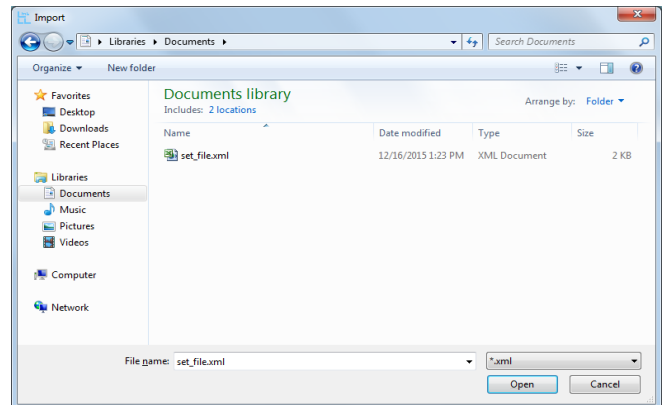 Import
Libraries Documents
Search Documents
Organize New folder
Favorites
Desktop
Downloads
Recent Places
Libraries
Documents
Music
Pictures
Videos
Computer
Network
Documents library
Includes: 2 locations
Arrange by: Folder
Name Date modified Type Size
set_file.xml 12/16/2015 1:23 PM XML Document 2 KB
File name: set_file.xml *.xml
Open Cancel